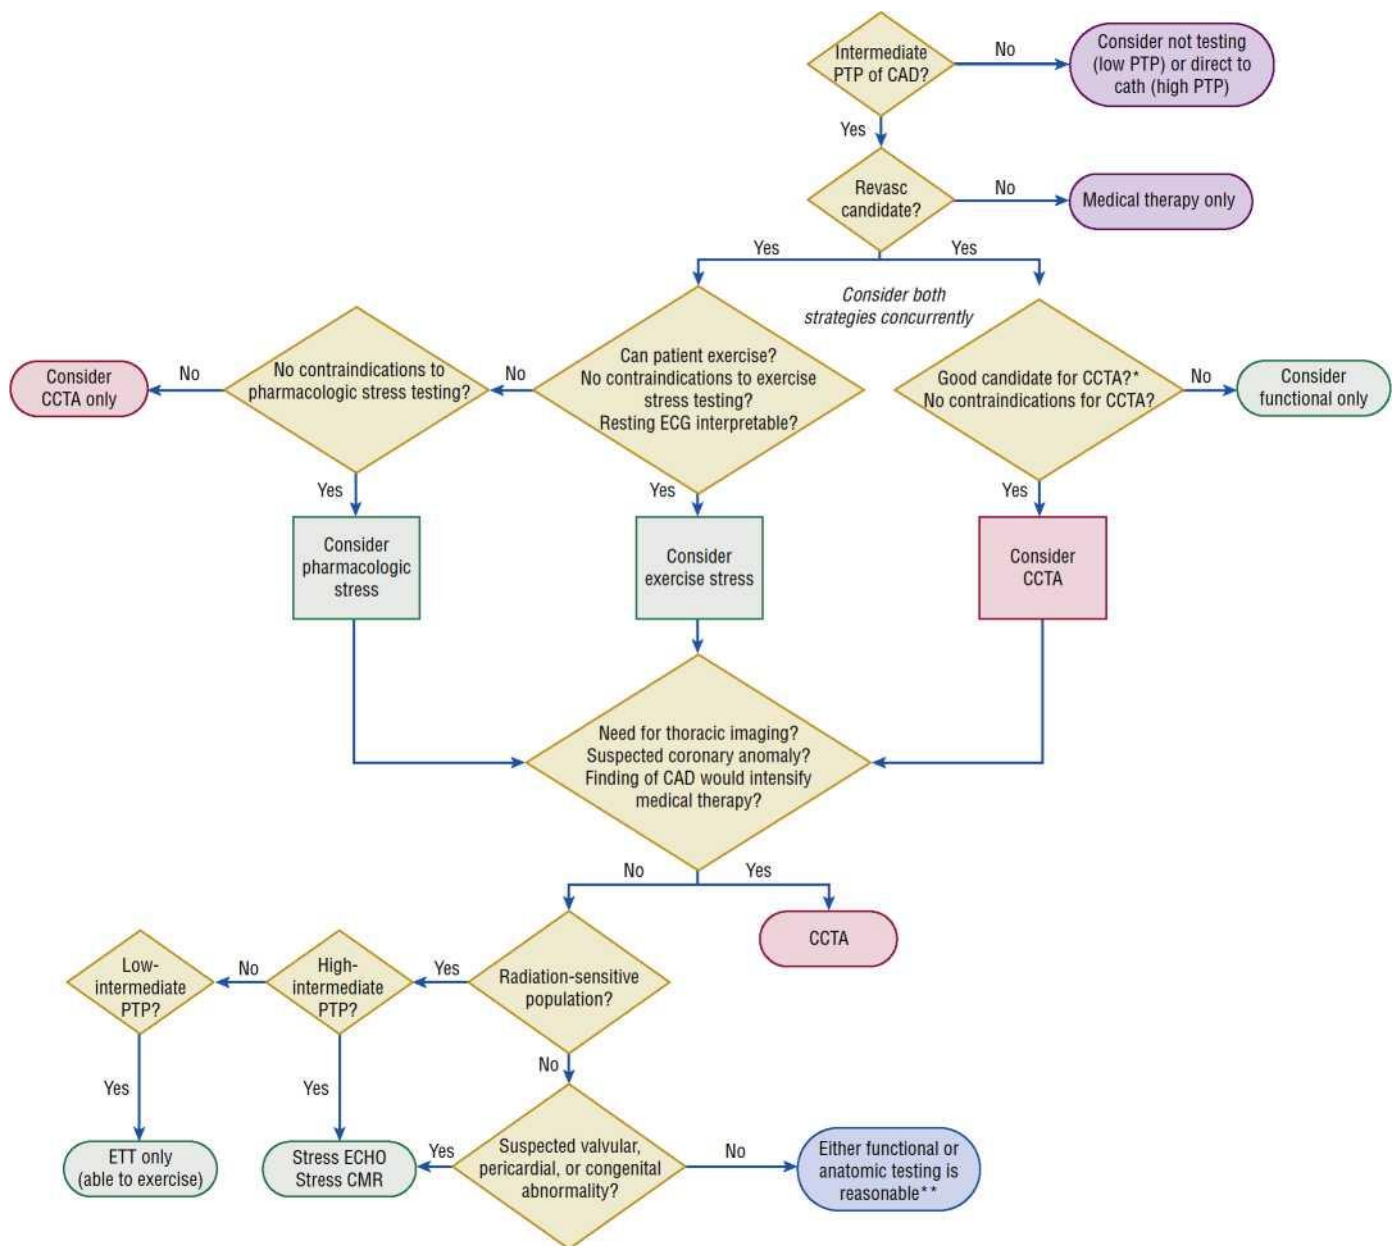 Intermediate
PTP of CAD?
No
Consider not testing
(low PTP) or direct to
cath (high PTP)
Yes
Revasc
candidate?
No
Medical therapy only
Yes
Yes
Consider both
strategies concurrently
Consider
CCTA only
No
No contraindications to
pharmacologic stress testing?
No
Can patient exercise?
No contraindications to exercise
stress testing?
Resting ECG interpretable?
Good candidate for CCTA?*
No contraindications for CCTA?
No
Consider
functional only
Yes
Yes
Yes
Consider
pharmacologic
stress
Consider
exercise stress
Consider
CCTA
Need for thoracic imaging?
Suspected coronary anomaly?
Finding of CAD would intensify
medical therapy?
No
Yes
CCTA
Low-
intermediate
PTP?
No
High-
intermediate
PTP?
Yes
Radiation-sensitive
population?
Yes
Yes
No
ETT only
(able to exercise)
Stress ECHO
Stress CMR
Yes
Suspected valvular,
pericardial, or congenital
abnormality?
No
Either functional or
anatomic testing is
reasonable**